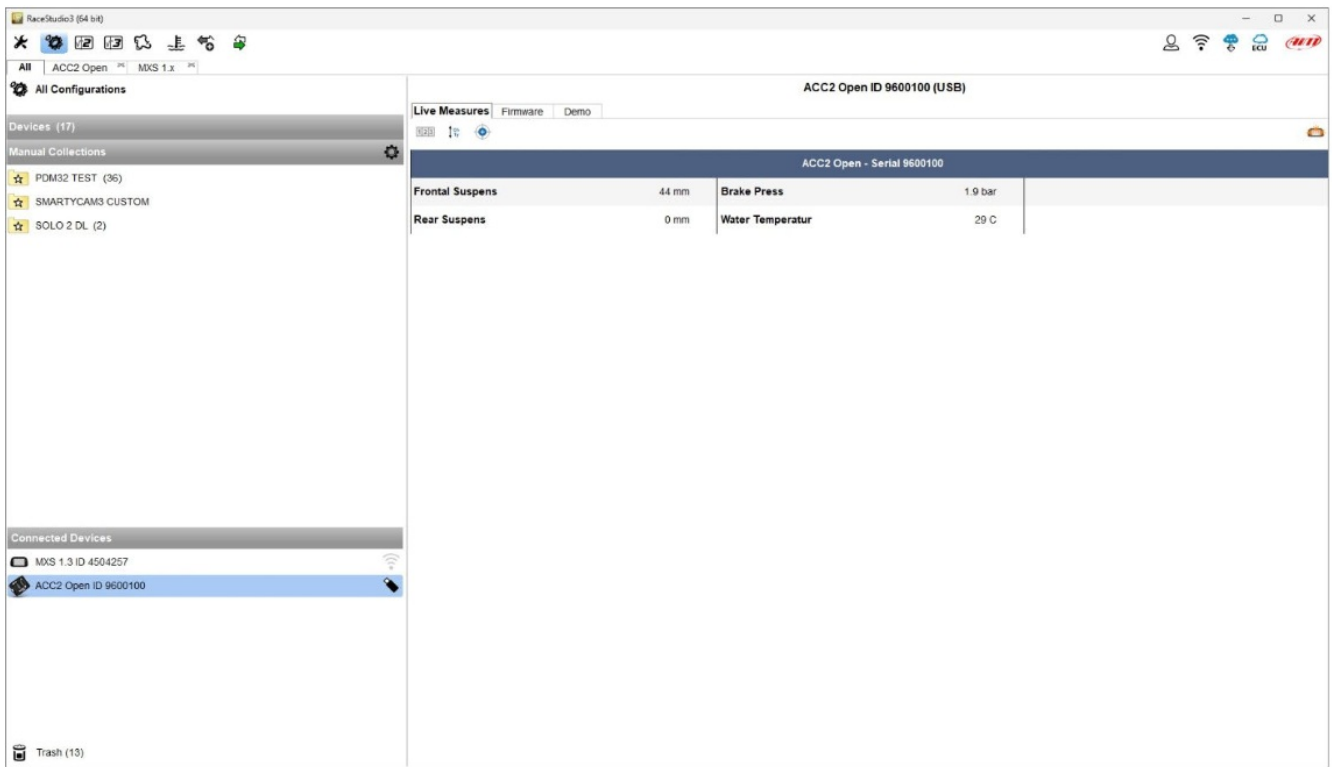 RaceStudio3 (64 bit)
ECU
All ACC2 Open MXS 1.x
All Configurations
ACC2 Open ID 9600100 (USB)
Live Measures Firmware Demo
Devices (17)
Manual Collections
ACC2 Open - Serial 9600100
PDM32 TEST (36)
Frontal Suspens 44 mm Brake Press 1.9 bar
SMARTYCAM3 CUSTOM
Rear Suspens 0 mm Water Temperatur 29 C
SOLO 2 DL (2)
Connected Devices
MXS 1.3 ID 4504257
ACC2 Open ID 9600100
Trash (13)